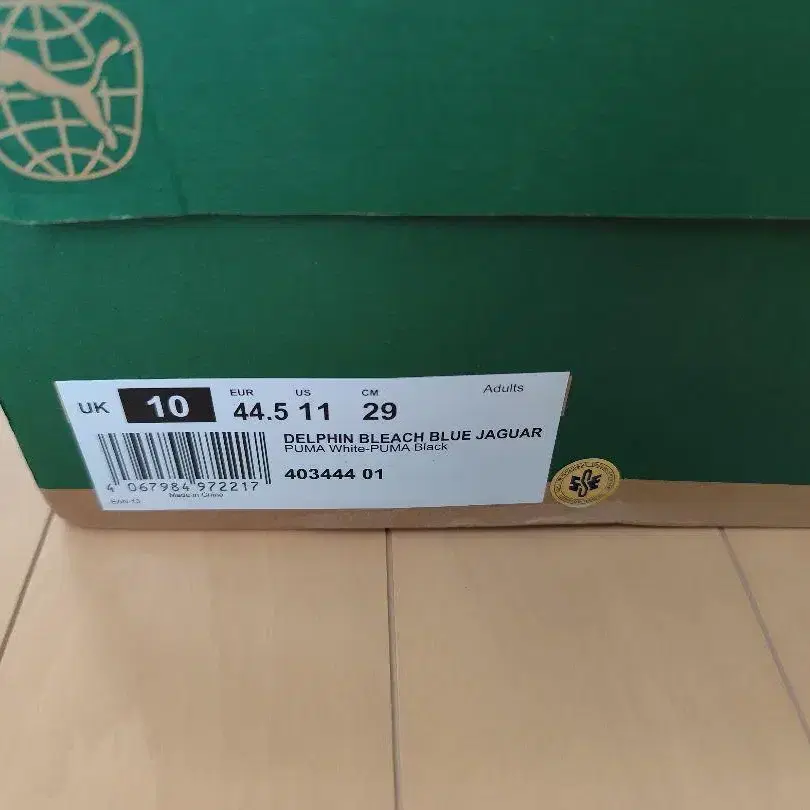 Adults
EUR US CM
UK 10 44.5 11 29
DELPHIN BLEACH BLUE JAGUAR
PUMA White-PUMA Black
403444 01
4 067984 972217
Made in China